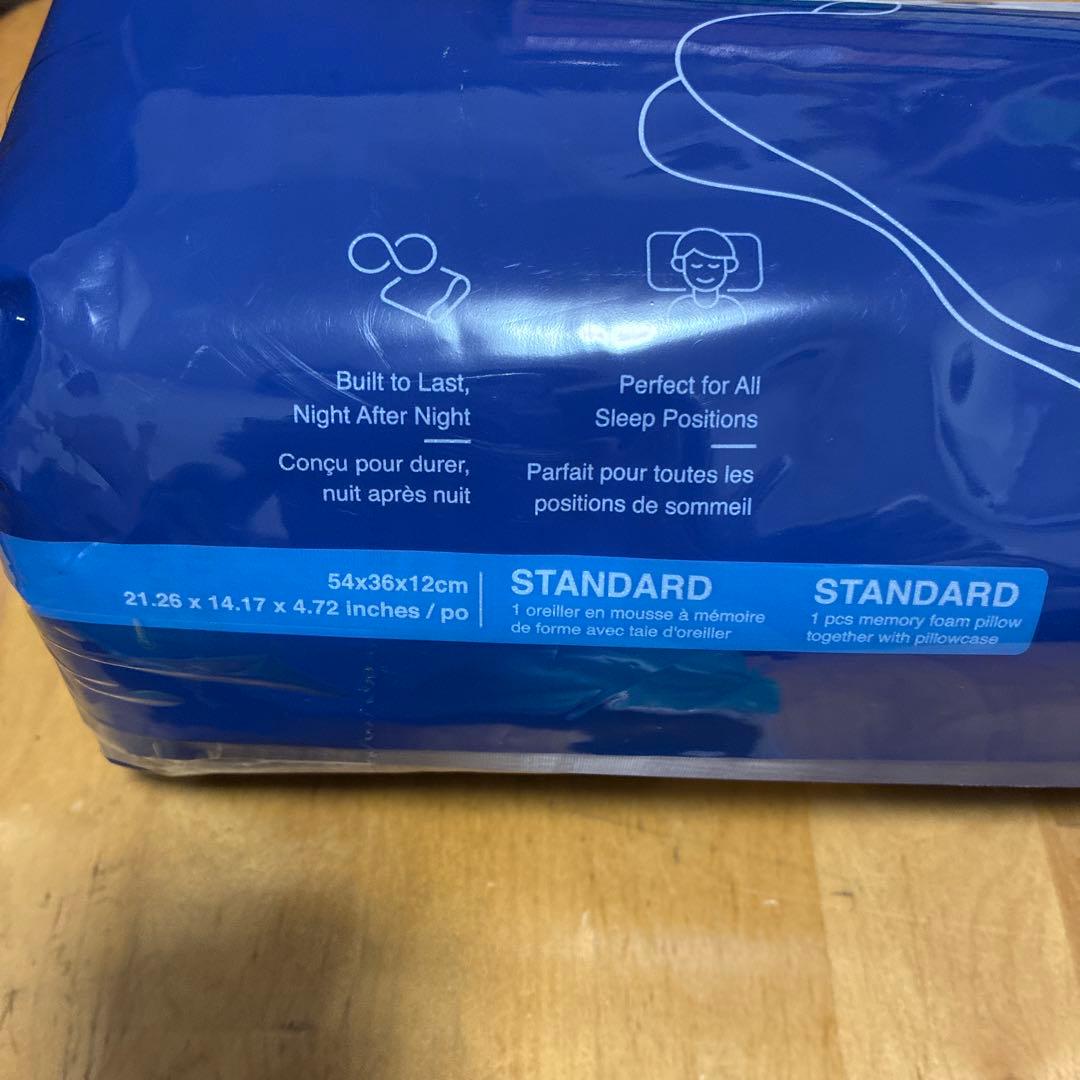 Built to Last,
Night After Night
Conçu pour durer,
nuit après nuit
Perfect for All
Sleep Positions
Parfait pour toutes les
positions de sommeil
54x36x12cm
21.26 x 14.17 x 4.72 inches / po
STANDARD
1 oreiller en mousse à mémoire
de forme avec taie d'oreiller
STANDARD
1 pcs memory foam pillow
together with pillowcase